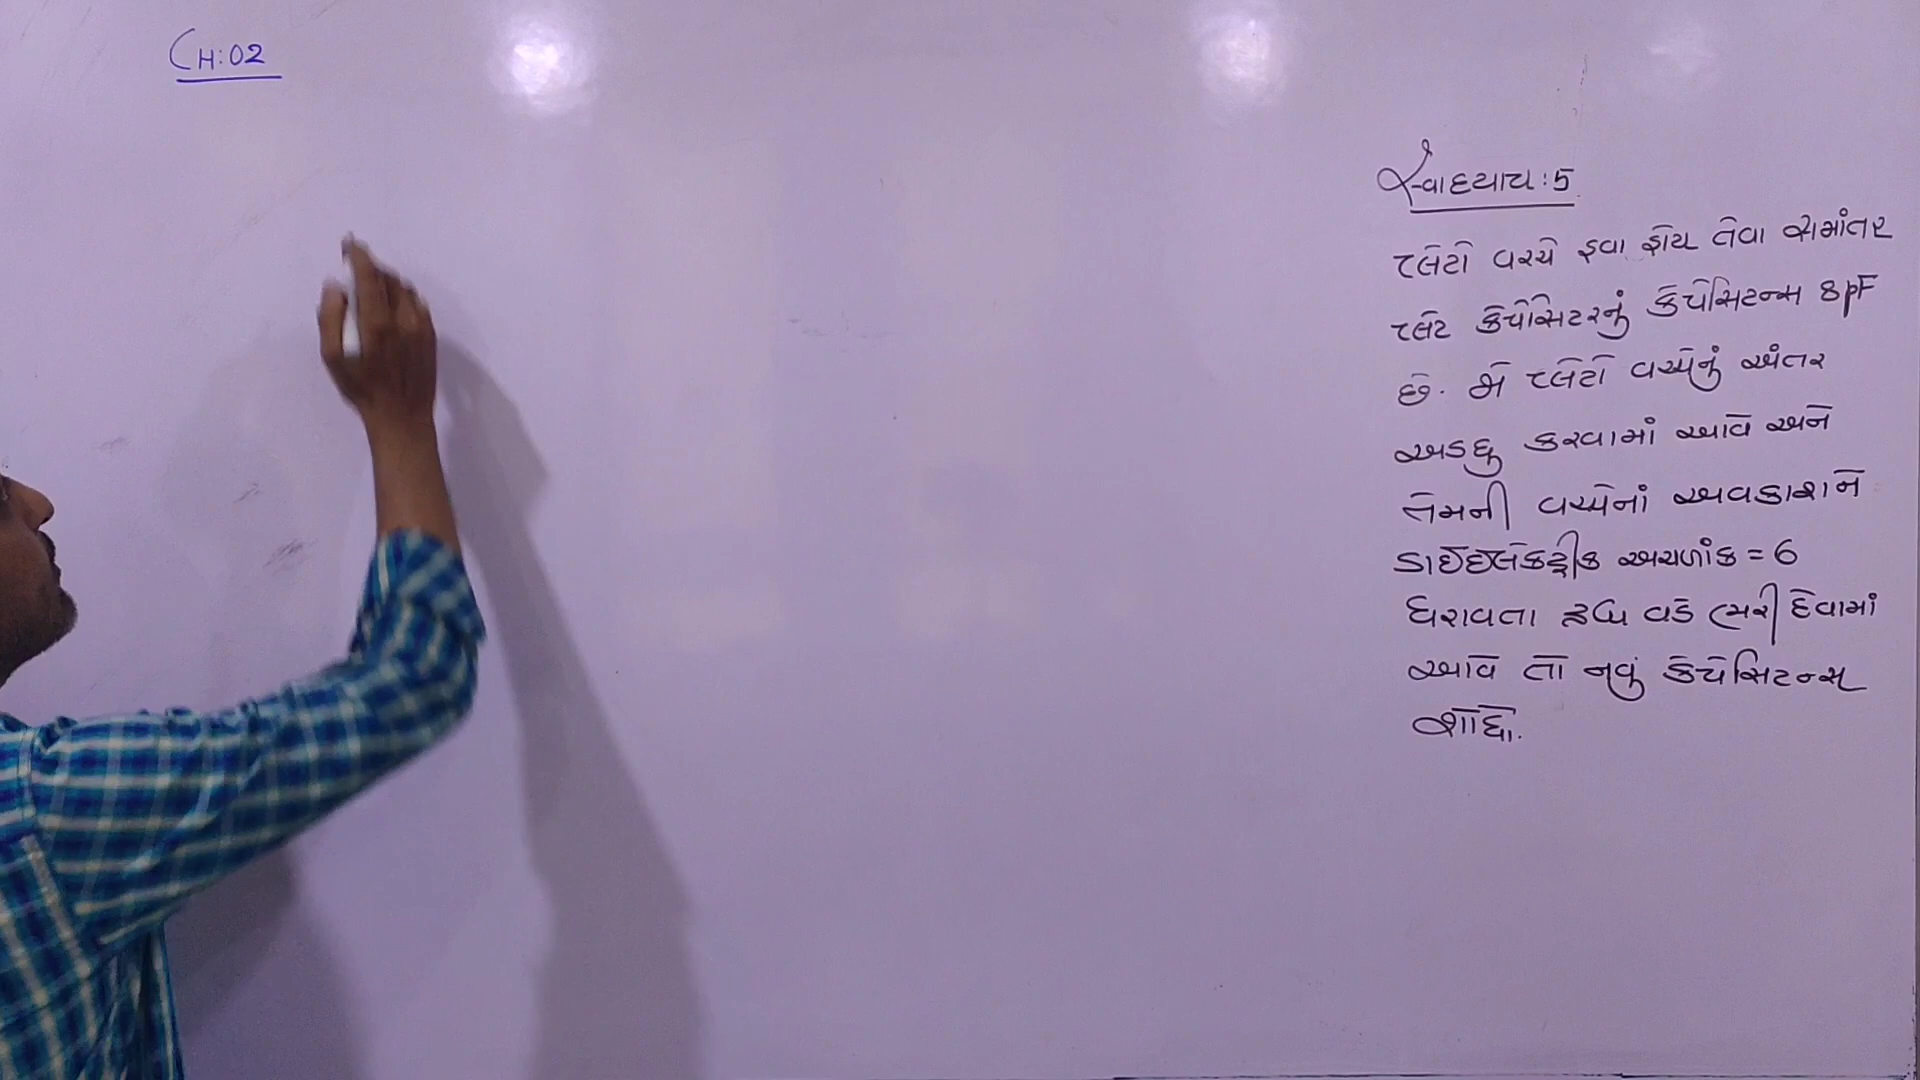 CH:02
સ્વાધ્યાય:5
પ્લેટો વચ્ચે હવા હોય તેવા સમાંતર
પ્લેટ કેપેસિટરનું કેપેસિટન્સ 8pF
છે. જો પ્લેટો વચ્ચેનું અંતર
અડધુ કરવામાં આવે અને
તેમની વચ્ચેનાં અવકાશને
ડાઈઈલેકટ્રીક અચળાંક = 6
ધરાવતા દ્રવ્ય વડે ભરી દેવામાં
આવે તો નવું કેપેસિટન્સ
શોધો.